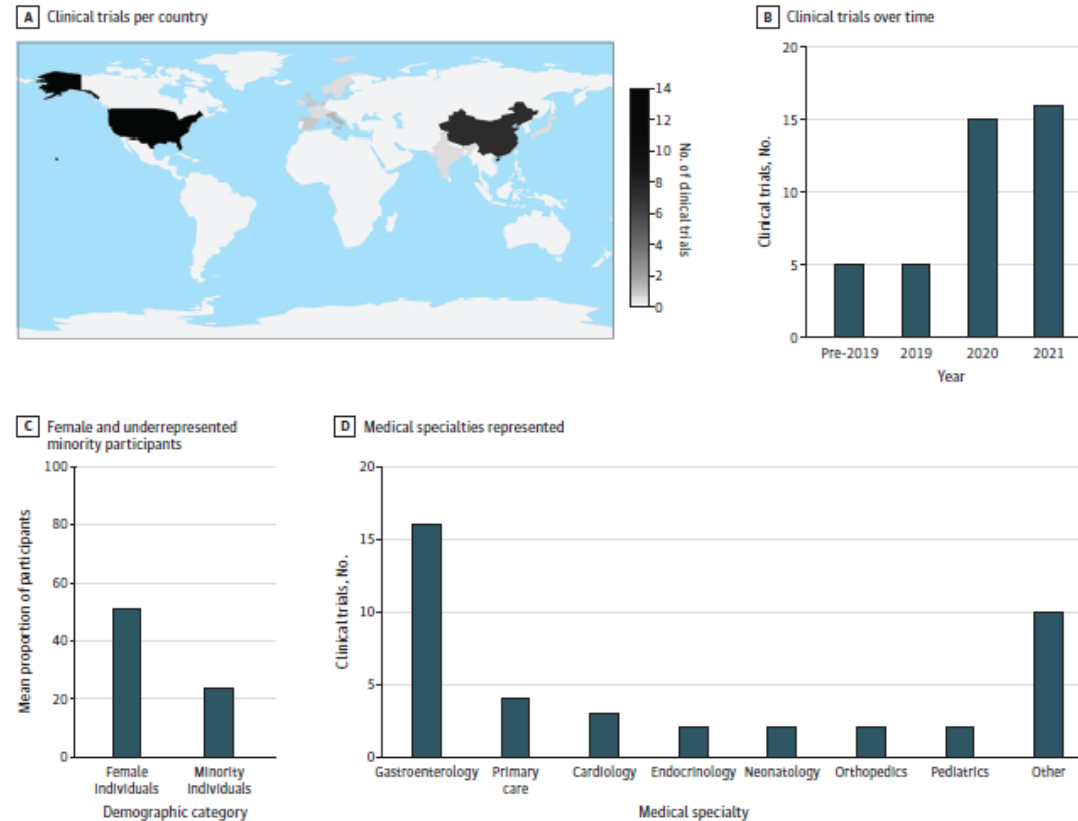 A Clinical trials per country
14
12
10
8
6
4
2
0
No. of clinical trials
B Clinical trials over time
20
15
10
5
0
Clinical trials, No.
Pre-2019 2019 2020 2021
Year
C Female and underrepresented
minority participants
100
80
60
40
20
0
Mean proportion of participants
Female Minority
Individuals Individuals
Demographic category
D Medical specialties represented
20
15
10
5
0
Clinical trials, No.
Gastroenterology Primary Cardiology Endocrinology Neonatology Orthopedics Pediatrics Other
care
Medical specialty